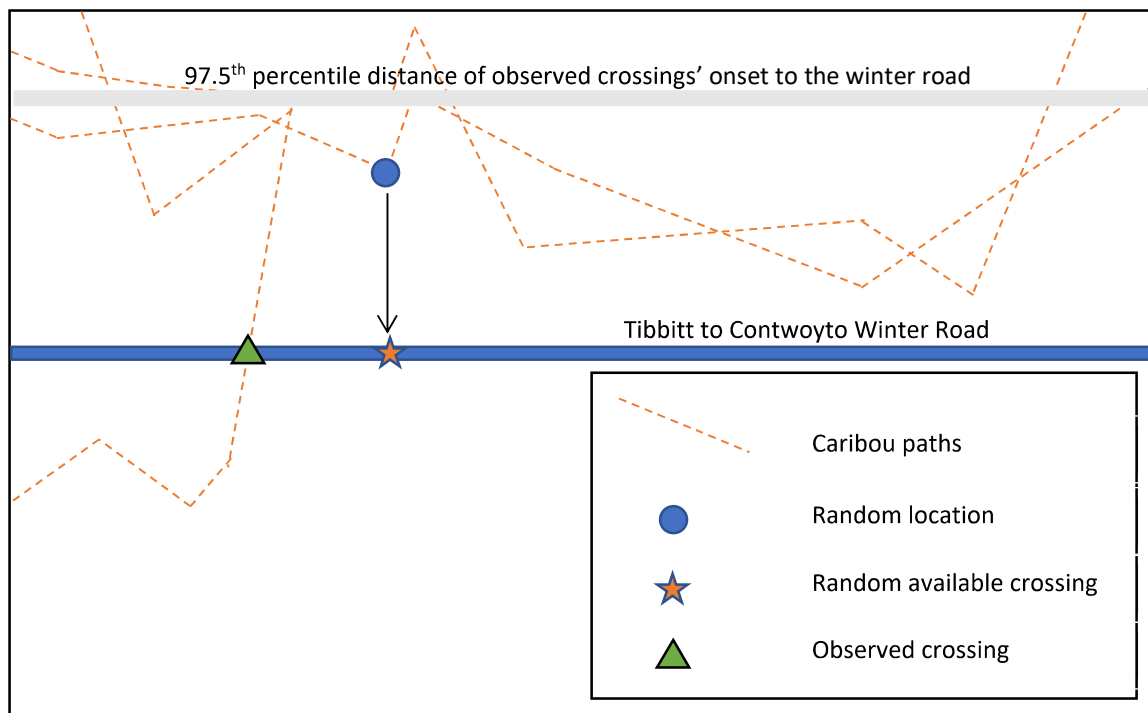 97.5th percentile distance of observed crossings’ onset to the winter road
Tibbitt to Contwoyto Winter Road
Caribou paths
Random location
Random available crossing
Observed crossing